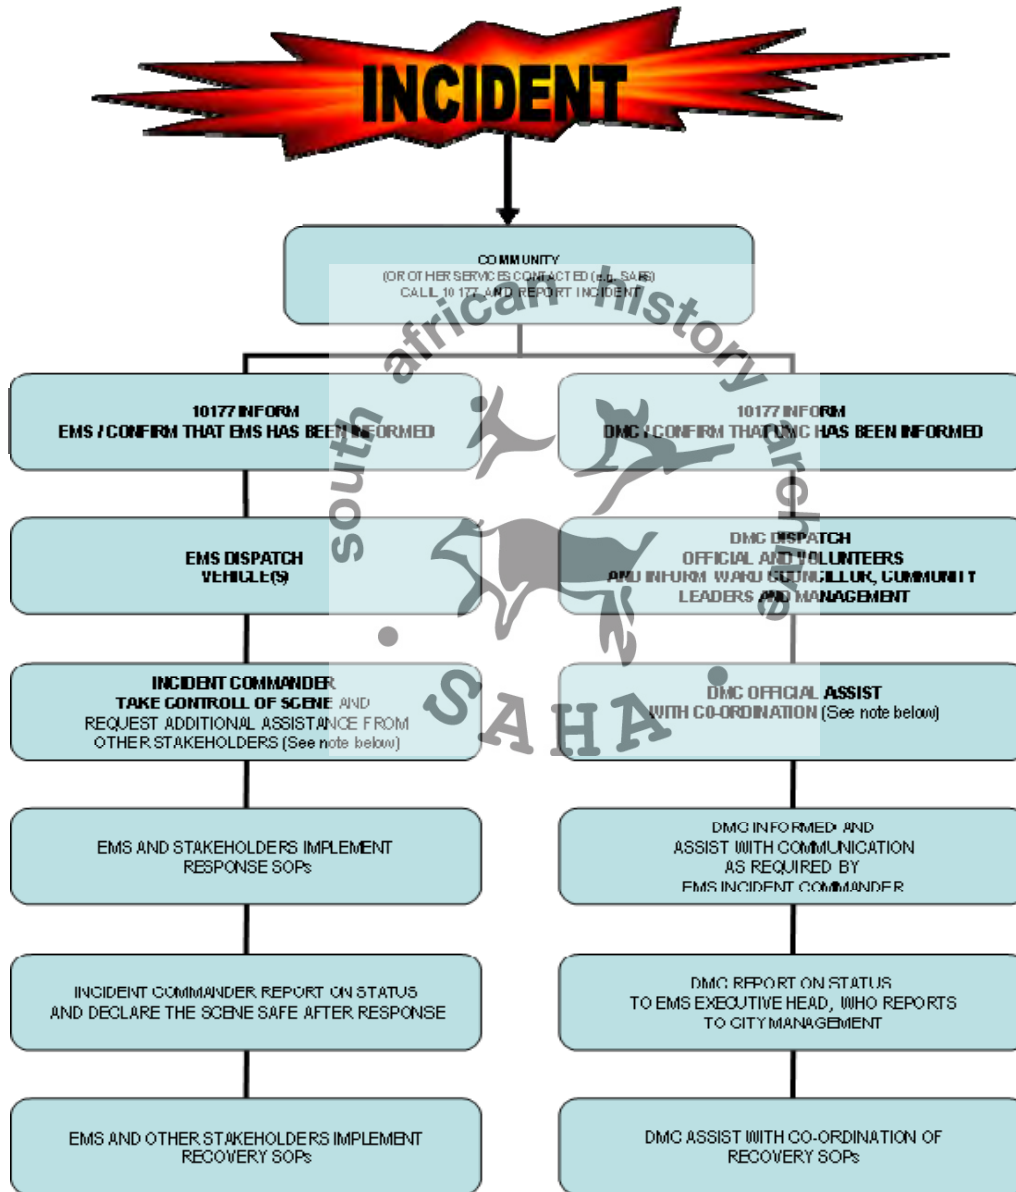 INCIDENT
COMMUNITY
(OR OTHER SERVICES CONTACTED (e.g. SAPS)
CALL 10 177 AND REPORT INCIDENT
10177 INFORM
EMS / CONFIRM THAT EMS HAS BEEN INFORMED
10177 INFORM
DMC / CONFIRM THAT DMC HAS BEEN INFORMED
EMS DISPATCH
VEHICLE(S)
DMC DISPATCH
OFFICIAL AND VOLUNTEERS
AND INFORM WARD COUNCILLOR, COMMUNITY
LEADERS AND MANAGEMENT
INCIDENT COMMANDER
TAKE CONTROLL OF SCENE AND
REQUEST ADDITIONAL ASSISTANCE FROM
OTHER STAKEHOLDERS (See note below)
DMC OFFICIAL ASSIST
WITH CO-ORDINATION (See note below)
EMS AND STAKEHOLDERS IMPLEMENT
RESPONSE SOPs
DMC INFORMED AND
ASSIST WITH COMMUNICATION
AS REQUIRED BY
EMS INCIDENT COMMANDER
INCIDENT COMMANDER REPORT ON STATUS
AND DECLARE THE SCENE SAFE AFTER RESPONSE
DMC REPORT ON STATUS
TO EMS EXECUTIVE HEAD, WHO REPORTS
TO CITY MANAGEMENT
EMS AND OTHER STAKEHOLDERS IMPLEMENT
RECOVERY SOPs
DMC ASSIST WITH CO-ORDINATION OF
RECOVERY SOPs
south african history archive
• SAHA •